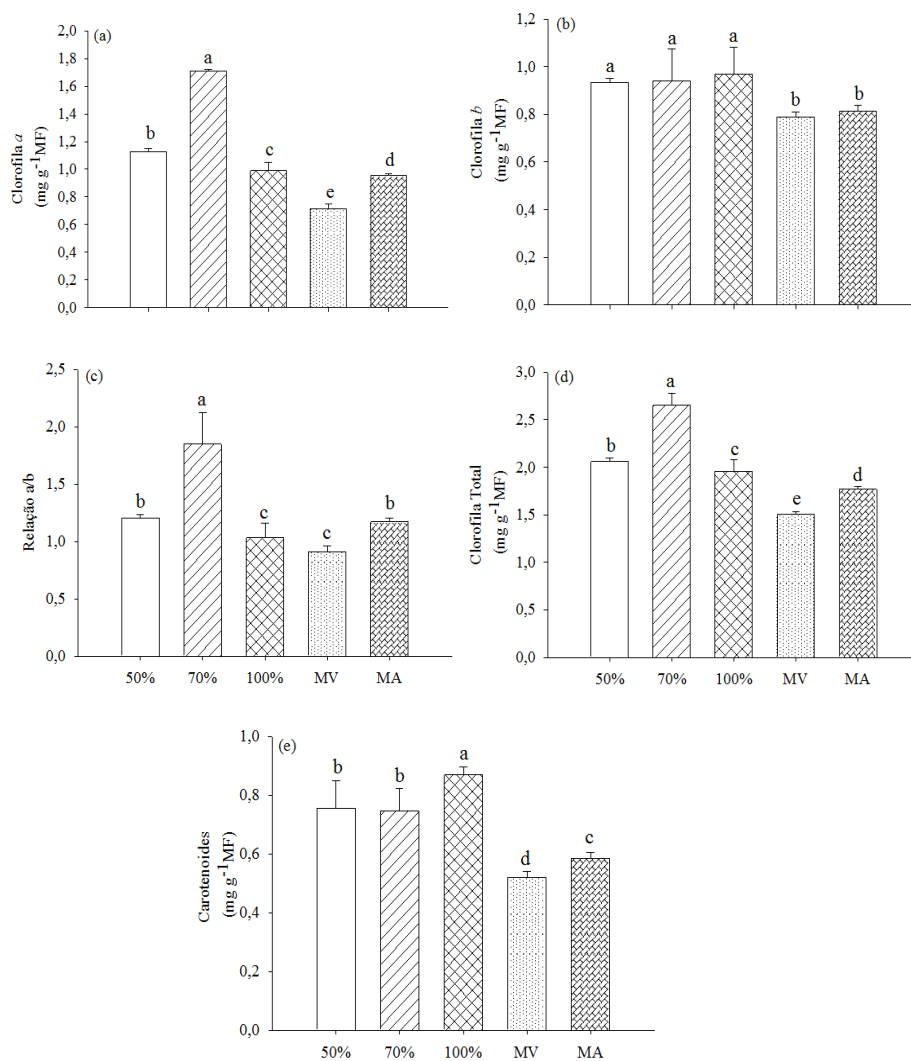 (a)
Clorofila a
(mg g⁻¹MF)
2,0
1,8
1,6
1,4
1,2
1,0
0,8
0,6
0,4
0,2
0,0
b
a
c
e
d
(b)
Clorofila b
(mg g⁻¹MF)
1,2
1,0
0,8
0,6
0,4
0,2
0,0
a
a
a
b
b
(c)
Relação a/b
2,5
2,0
1,5
1,0
0,5
0,0
b
a
c
c
b
50% 70% 100% MV MA
(d)
Clorofila Total
(mg g⁻¹MF)
3,0
2,5
2,0
1,5
1,0
0,5
0,0
b
a
c
e
d
50% 70% 100% MV MA
(e)
Carotenoides
(mg g⁻¹MF)
1,0
0,8
0,6
0,4
0,2
0,0
b
b
a
d
c
50% 70% 100% MV MA